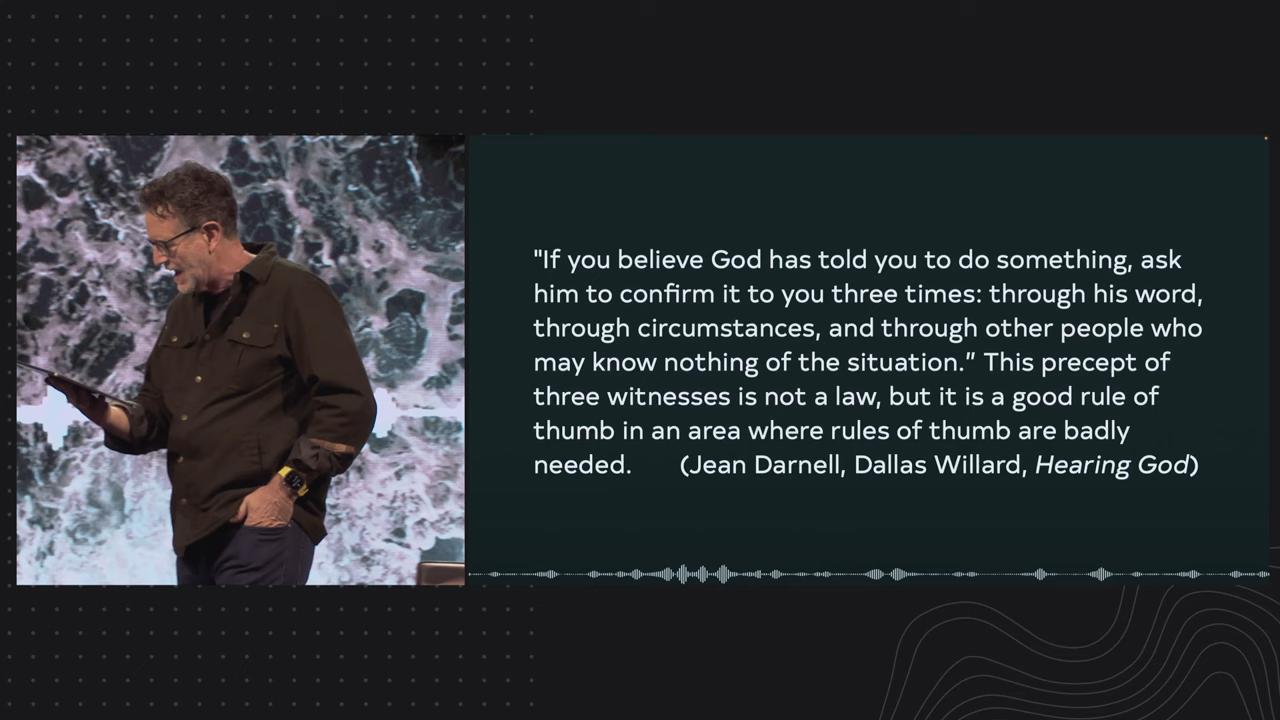 "If you believe God has told you to do something, ask
him to confirm it to you three times: through his word,
through circumstances, and through other people who
may know nothing of the situation.” This precept of
three witnesses is not a law, but it is a good rule of
thumb in an area where rules of thumb are badly
needed. (Jean Darnell, Dallas Willard, Hearing God)